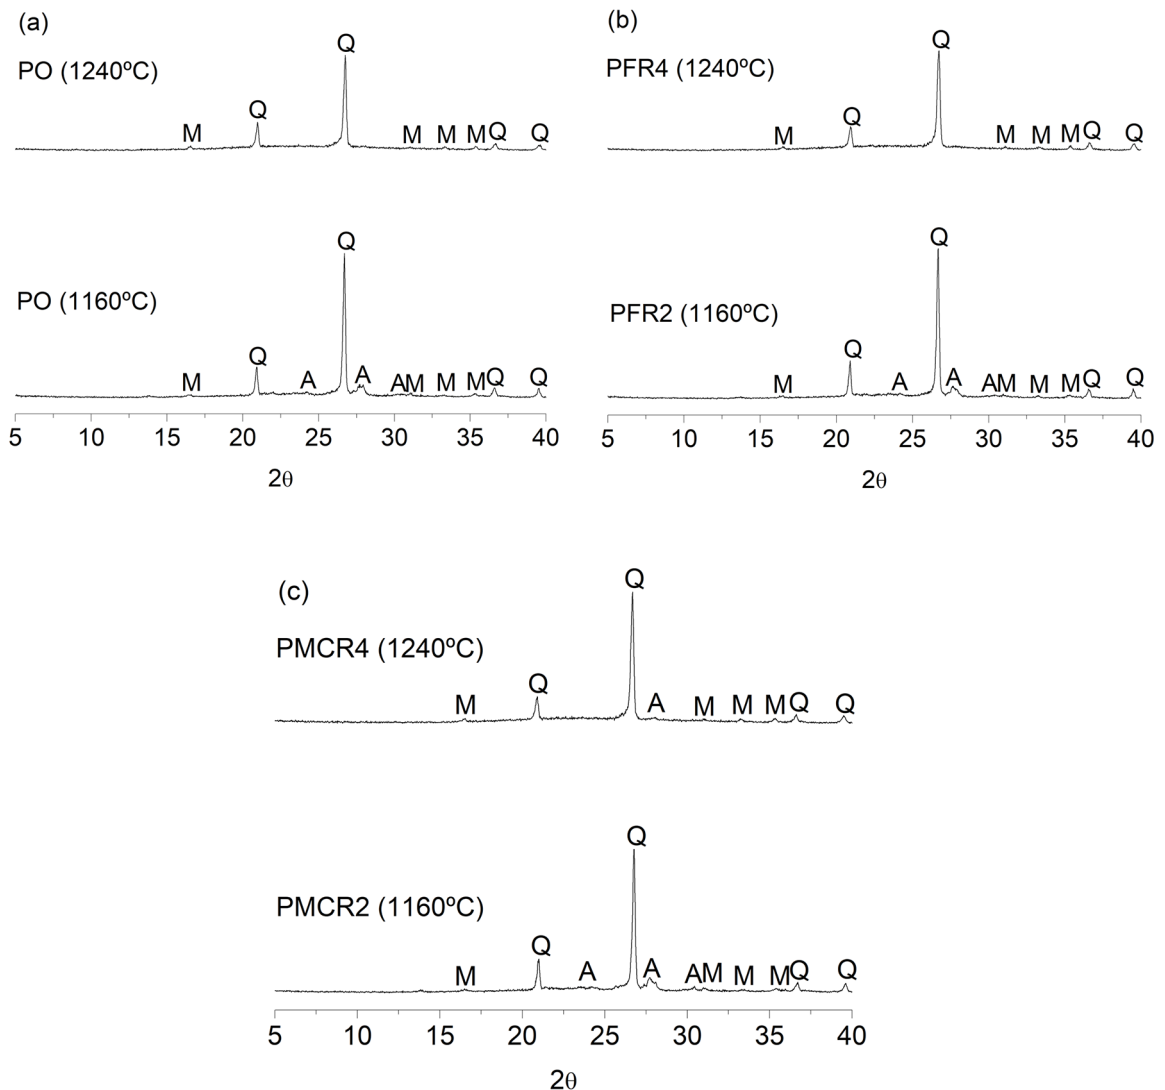 (a)
PO (1240ºC)
M Q Q M M M Q Q
PO (1160ºC)
M Q A Q A A M M M Q Q
5 10 15 20 25 30 35 40
2θ
(b)
PFR4 (1240ºC)
M Q Q M M M Q Q
PFR2 (1160ºC)
M Q A Q A A M M M Q Q
5 10 15 20 25 30 35 40
2θ
(c)
PMCR4 (1240ºC)
M Q Q A M M M Q Q
PMCR2 (1160ºC)
M Q A Q A A M M M Q Q
5 10 15 20 25 30 35 40
2θ